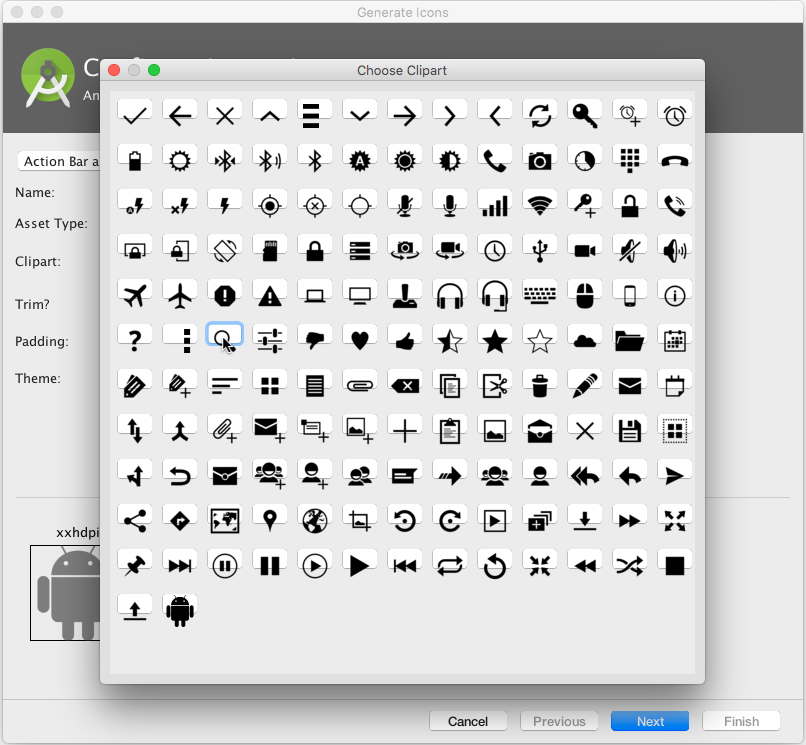 Generate Icons
Choose Clipart
Action Bar a
Name:
Asset Type:
Clipart:
Trim?
Padding:
Theme:
xxhdpi
Cancel
Previous
Next
Finish